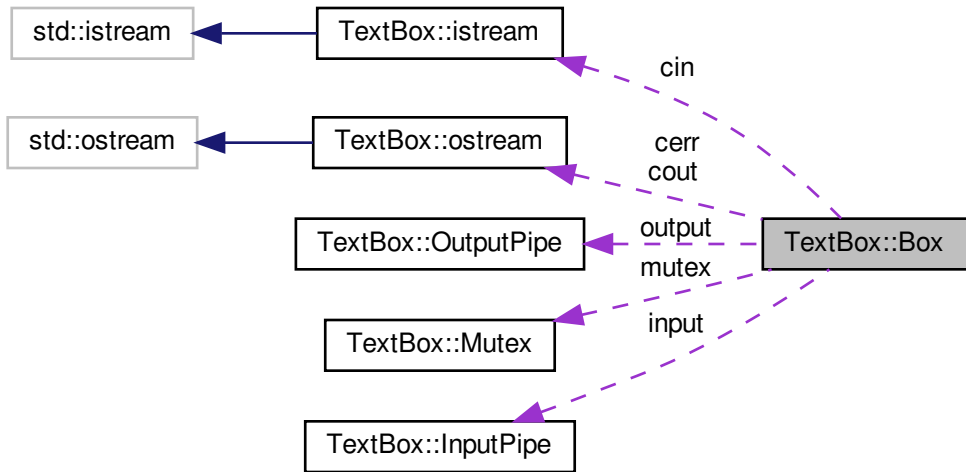 std::istream
TextBox::istream
cin
std::ostream
TextBox::ostream
cerr
cout
TextBox::OutputPipe
output
TextBox::Box
mutex
TextBox::Mutex
input
TextBox::InputPipe